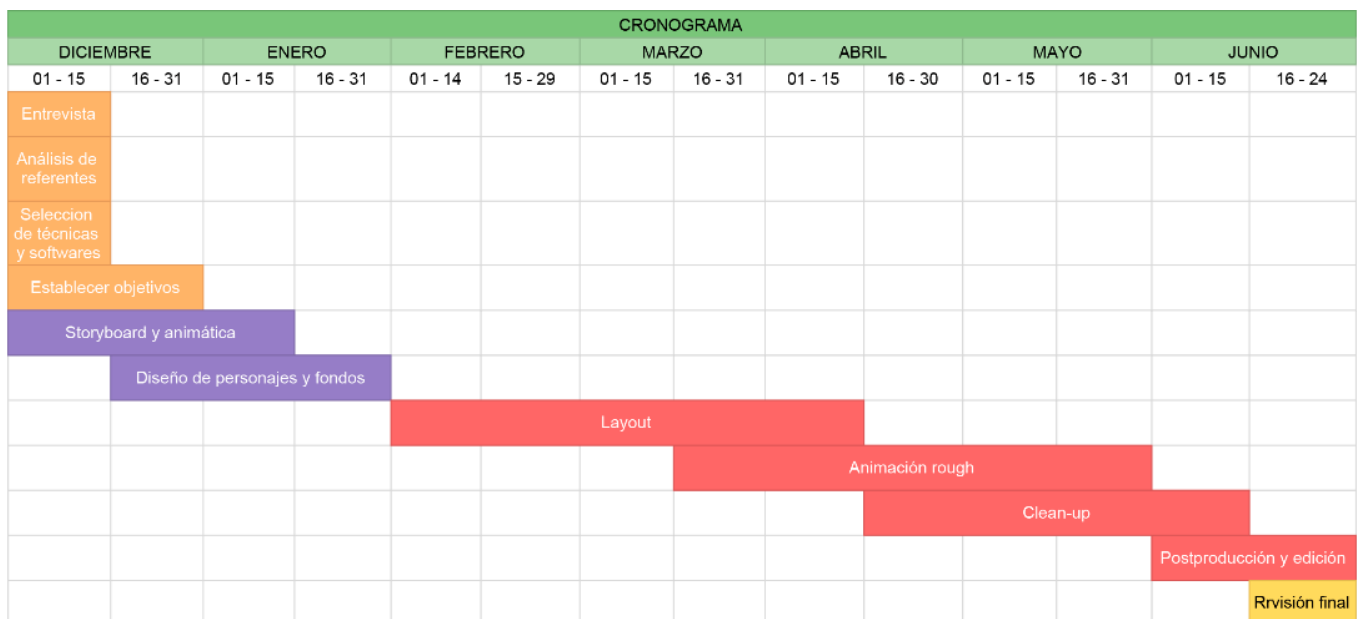 CRONOGRAMA
DICIEMBRE ENERO FEBRERO MARZO ABRIL MAYO JUNIO
01 - 15 16 - 31 01 - 15 16 - 31 01 - 14 15 - 29 01 - 15 16 - 31 01 - 15 16 - 30 01 - 15 16 - 31 01 - 15 16 - 24
Entrevista
Análisis de
referentes
Seleccion
de técnicas
y softwares
Establecer objetivos
Storyboard y animática
Diseño de personajes y fondos
Layout
Animación rough
Clean-up
Postproducción y edición
Rrvisión final